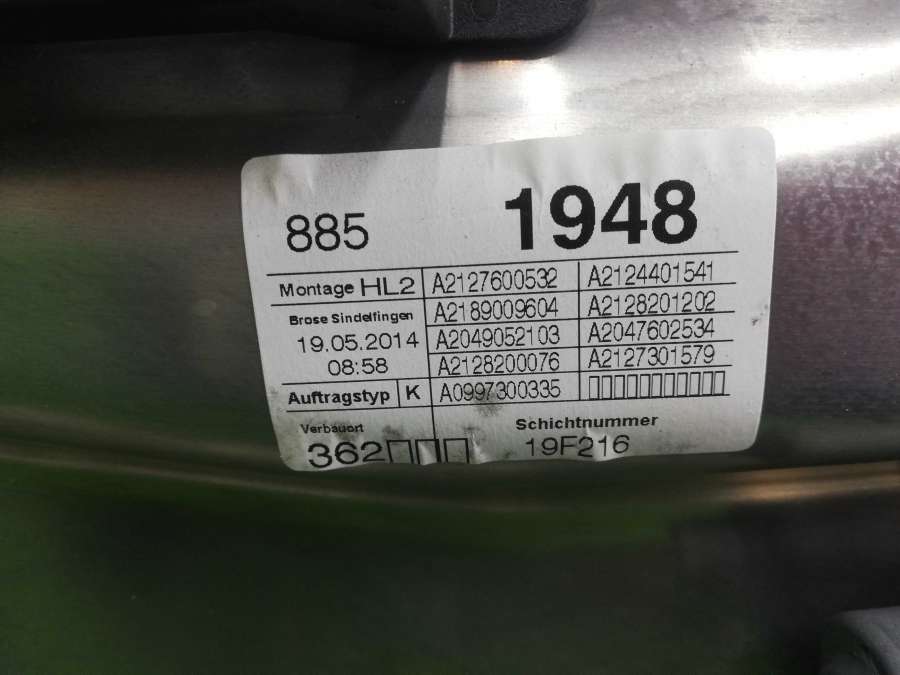 885 1948
Montage HL2 A2127600532 A2124401541
Brose Sindelfingen A2189009604 A2128201202
19.05.2014 A2049052103 A2047602534
08:58 A2128200076 A2127301579
Auftragstyp K A0997300335
Verbauort Schichtnummer
362 19F216